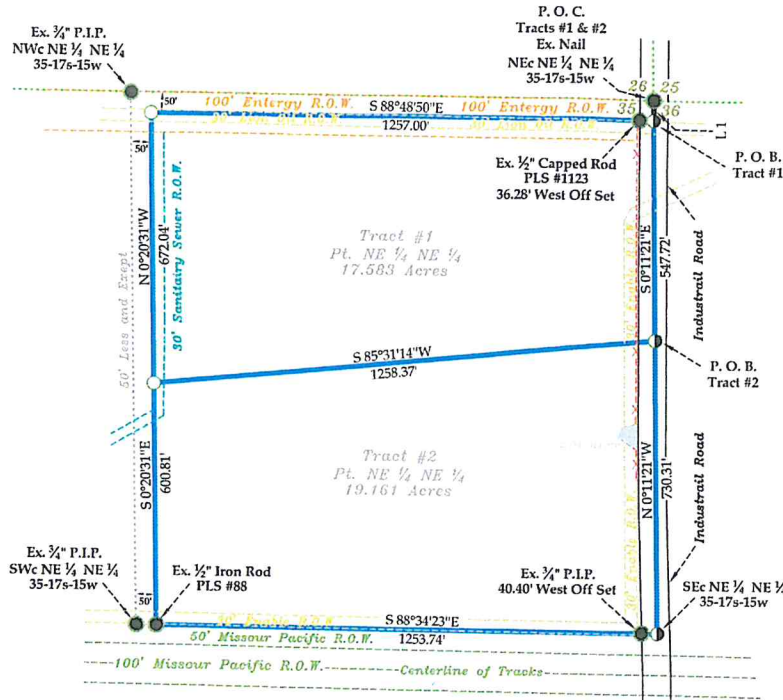 Ex. ¾" P.I.P.
NWc NE ¼ NE ¼
35-17s-15w
P. O. C.
Tracts #1 & #2
Ex. Nail
NEc NE ¼ NE ¼
35-17s-15w
26 25
35 36
L1
50'
100' Entergy R.O.W.
S 88°48'50"E
100' Entergy R.O.W.
1257.00'
50'
Ex. ½" Capped Rod
PLS #1123
36.28' West Off Set
P. O. B.
Tract #1
N 0°20'31"W
672.04'
30' Sanitairy Sewer R.O.W.
50' Less and Exept
Tract #1
Pt. NE ¼ NE ¼
17.583 Acres
S 0°11'21"E
547.72'
Industrail Road
30' Enable R.O.W.
S 85°31'14"W
1258.37'
P. O. B.
Tract #2
Tract #2
Pt. NE ¼ NE ¼
19.161 Acres
S 0°20'31"E
600.81'
N 0°11'21"W
730.31'
Industrail Road
30' Enable R.O.W.
Ex. ¾" P.I.P.
SWc NE ¼ NE ¼
35-17s-15w
Ex. ½" Iron Rod
PLS #88
Ex. ¾" P.I.P.
40.40' West Off Set
SEc NE ¼ NE ¼
35-17s-15w
50'
30' Enable R.O.W.
S 88°34'23"E
50' Missour Pacific R.O.W.
1253.74'
100' Missour Pacific R.O.W.
Centerline of Tracks